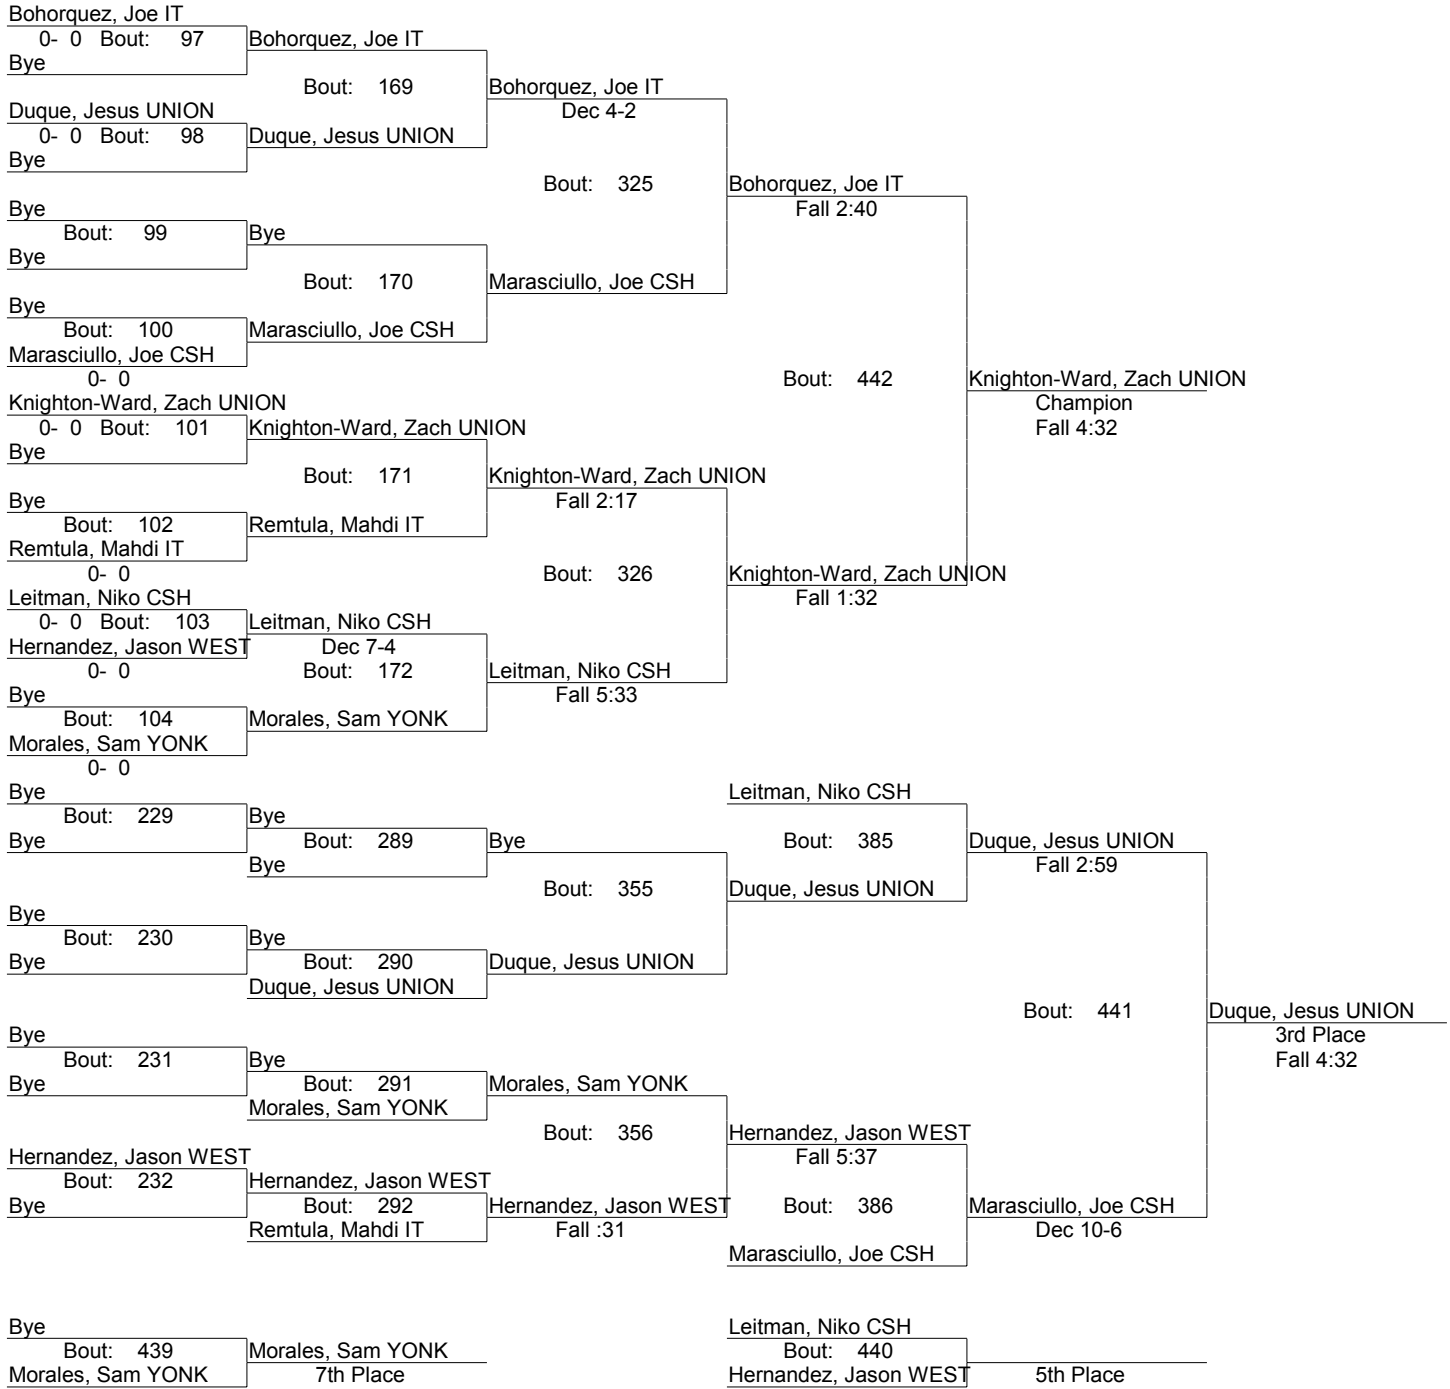 Bohorquez, Joe IT
0- 0 Bout: 97 Bohorquez, Joe IT
Bye
Bout: 169 Bohorquez, Joe IT
Duque, Jesus UNION Dec 4-2
0- 0 Bout: 98 Duque, Jesus UNION
Bye
Bout: 325 Bohorquez, Joe IT
Bye Fall 2:40
Bout: 99 Bye
Bye
Bout: 170 Marasciullo, Joe CSH
Bye
Bout: 100 Marasciullo, Joe CSH
Marasciullo, Joe CSH
0- 0 Bout: 442 Knighton-Ward, Zach UNION
Knighton-Ward, Zach UNION Champion
0- 0 Bout: 101 Knighton-Ward, Zach UNION Fall 4:32
Bye
Bout: 171 Knighton-Ward, Zach UNION
Bye Fall 2:17
Bout: 102 Remtula, Mahdi IT
Remtula, Mahdi IT
0- 0 Bout: 326 Knighton-Ward, Zach UNION
Leitman, Niko CSH Fall 1:32
0- 0 Bout: 103 Leitman, Niko CSH
Hernandez, Jason WEST Dec 7-4
0- 0 Bout: 172 Leitman, Niko CSH
Bye Fall 5:33
Bout: 104 Morales, Sam YONK
Morales, Sam YONK
0- 0
Bye Leitman, Niko CSH
Bout: 229 Bye
Bye Bout: 289 Bye Bout: 385 Duque, Jesus UNION
Bye Fall 2:59
Bout: 355 Duque, Jesus UNION
Bye
Bout: 230 Bye
Bye Bout: 290 Duque, Jesus UNION
Duque, Jesus UNION
Bout: 441 Duque, Jesus UNION
Bye 3rd Place
Bout: 231 Bye Fall 4:32
Bye Bout: 291 Morales, Sam YONK
Morales, Sam YONK
Bout: 356 Hernandez, Jason WEST
Hernandez, Jason WEST Fall 5:37
Bout: 232 Hernandez, Jason WEST
Bye Bout: 292 Hernandez, Jason WEST Bout: 386 Marasciullo, Joe CSH
Remtula, Mahdi IT Fall :31 Dec 10-6
Marasciullo, Joe CSH
Bye Leitman, Niko CSH
Bout: 439 Morales, Sam YONK Bout: 440
Morales, Sam YONK 7th Place Hernandez, Jason WEST 5th Place